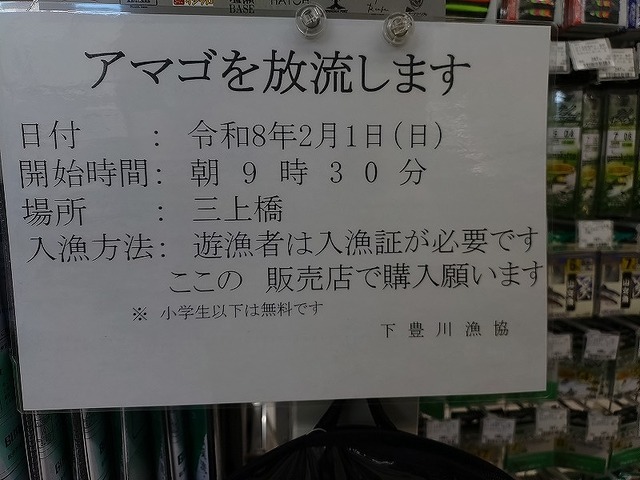 BASE
アマゴを放流します
日付 : 令和8年2月1日(日)
開始時間: 朝 9 時 3 0 分
場所 : 三上橋
入漁方法: 遊漁者は入漁証が必要です
ここの 販売店で購入願います
※ 小学生以下は無料です
下豊川漁協